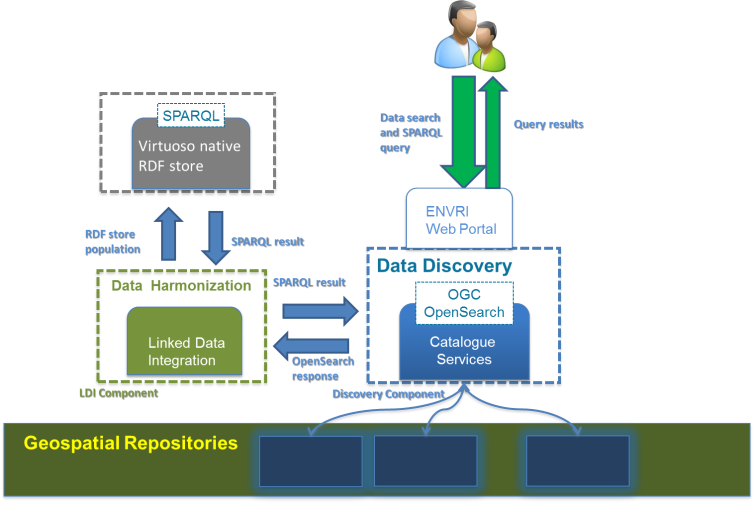 Data search
and SPARQL
query
Query results
SPARQL
Virtuoso native
RDF store
ENVRI
Web Portal
RDF store
population
SPARQL result
Data Discovery
Data Harmonization
SPARQL result
OGC
OpenSearch
Linked Data
Integration
Catalogue
Services
OpenSearch
response
LDI Component
Discovery Component
Geospatial Repositories